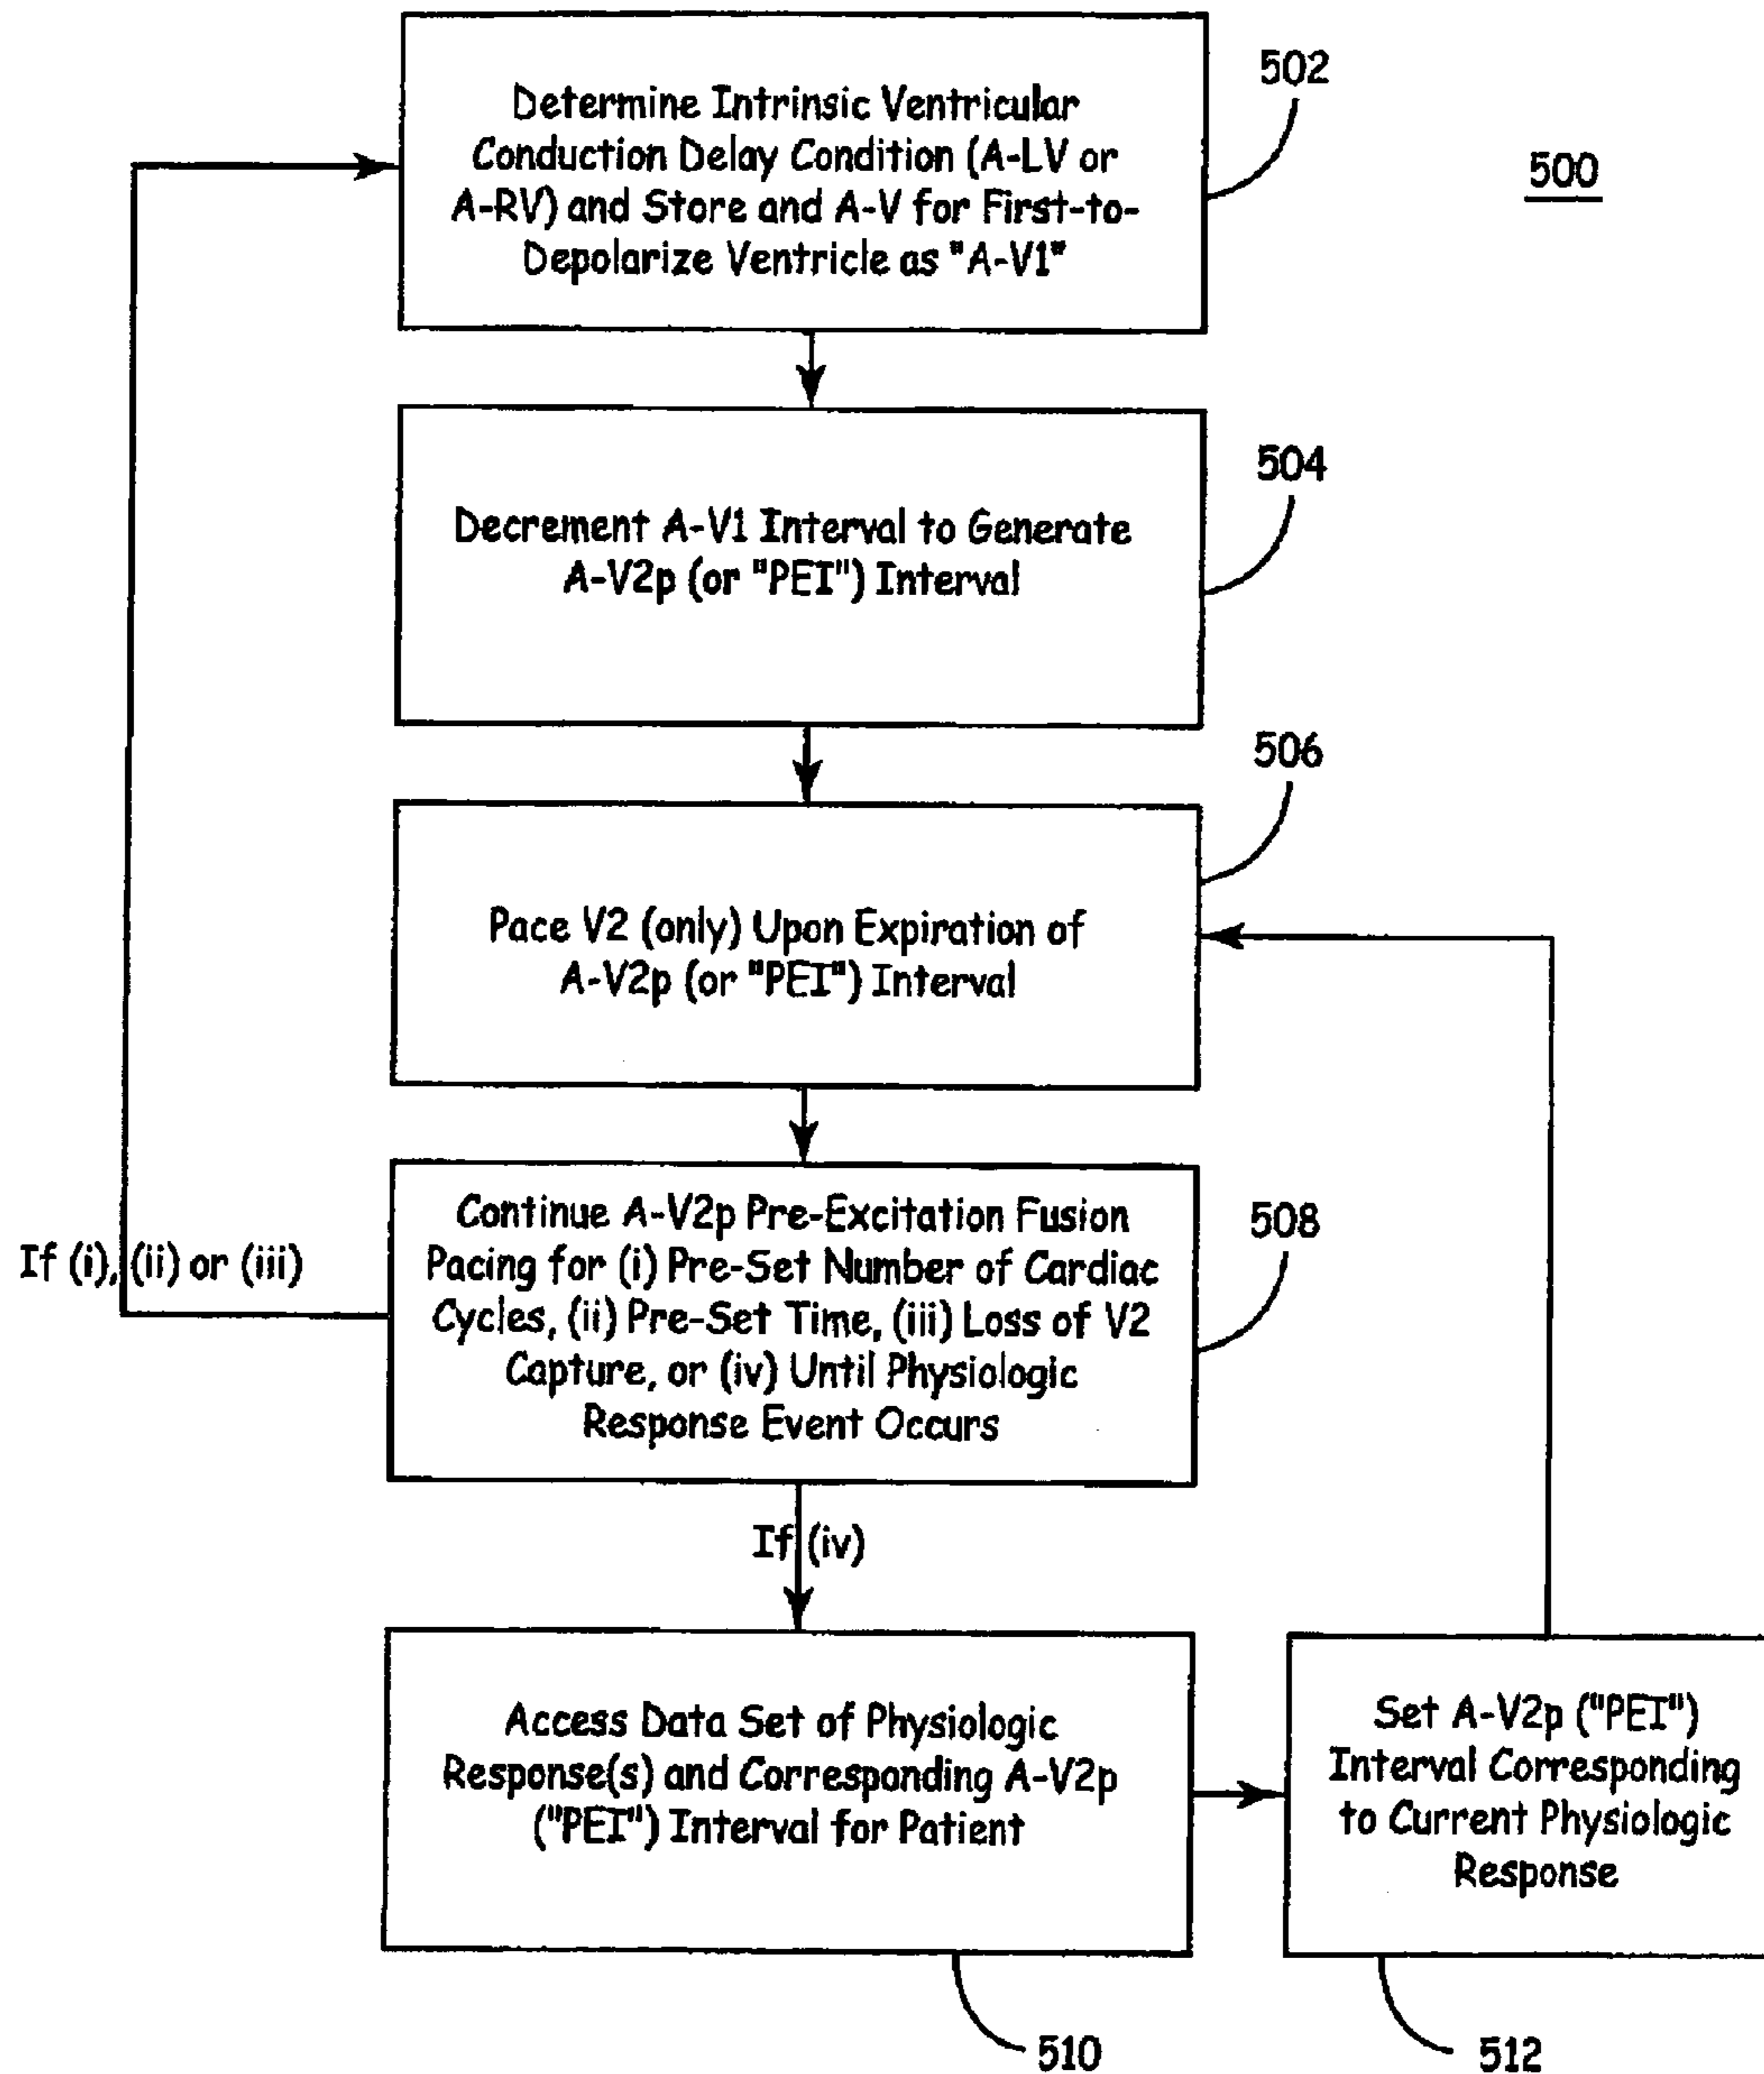 502
500
Determine Intrinsic Ventricular
Conduction Delay Condition (A-LV or
A-RV) and Store and A-V for First-to-
Depolarize Ventricle as "A-V1"
504
Decrement A-V1 Interval to Generate
A-V2p (or "PEI") Interval
506
Pace V2 (only) Upon Expiration of
A-V2p (or "PEI") Interval
508
Continue A-V2p Pre-Excitation Fusion
Pacing for (i) Pre-Set Number of Cardiac
Cycles, (ii) Pre-Set Time, (iii) Loss of V2
Capture, or (iv) Until Physiologic
Response Event Occurs
If (i), (ii) or (iii)
If (iv)
Access Data Set of Physiologic
Response(s) and Corresponding A-V2p
("PEI") Interval for Patient
Set A-V2p ("PEI")
Interval Corresponding
to Current Physiologic
Response
510
512